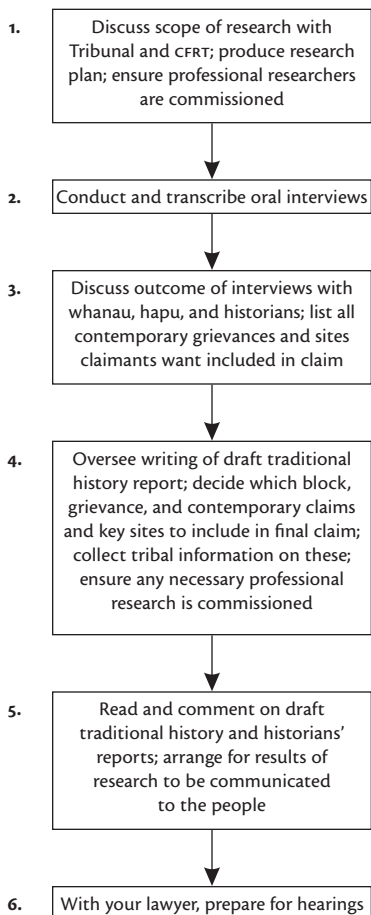 1. Discuss scope of research with
Tribunal and CFRT; produce research
plan; ensure professional researchers
are commissioned
2. Conduct and transcribe oral interviews
3. Discuss outcome of interviews with
whanau, hapu, and historians; list all
contemporary grievances and sites
claimants want included in claim
4. Oversee writing of draft traditional
history report; decide which block,
grievance, and contemporary claims
and key sites to include in final claim;
collect tribal information on these;
ensure any necessary professional
research is commissioned
5. Read and comment on draft
traditional history and historians’
reports; arrange for results of
research to be communicated
to the people
6. With your lawyer, prepare for hearings